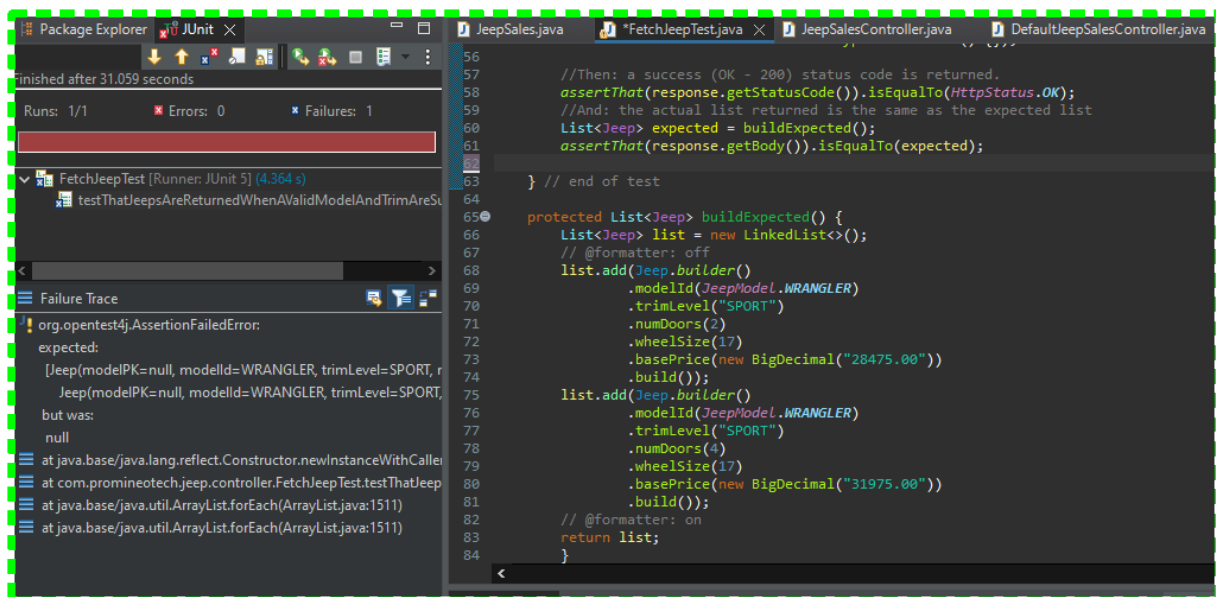 Package Explorer JUnit
Finished after 31.059 seconds
Runs: 1/1 Errors: 0 Failures: 1
FetchJeepTest [Runner: JUnit 5] (4.364 s)
testThatJeepsAreReturnedWhenAValidModelAndTrimAreSu
Failure Trace
org.opentest4j.AssertionFailedError:
expected:
[Jeep(modelPK=null, modelId=WRANGLER, trimLevel=SPORT, r
Jeep(modelPK=null, modelId=WRANGLER, trimLevel=SPORT,
but was:
null
at java.base/java.lang.reflect.Constructor.newInstanceWithCaller
at com.promineotech.jeep.controller.FetchJeepTest.testThatJeep
at java.base/java.util.ArrayList.forEach(ArrayList.java:1511)
at java.base/java.util.ArrayList.forEach(ArrayList.java:1511)
JeepSales.java *FetchJeepTest.java JeepSalesController.java DefaultJeepSalesController.java
56
57 //Then: a success (OK - 200) status code is returned.
58 assertThat(response.getStatusCode()).isEqualTo(HttpStatus.OK);
59 //And: the actual list returned is the same as the expected list
60 List<Jeep> expected = buildExpected();
61 assertThat(response.getBody()).isEqualTo(expected);
62
63 } // end of test
64
65 protected List<Jeep> buildExpected() {
66 List<Jeep> list = new LinkedList<>();
67 // @formatter: off
68 list.add(Jeep.builder()
69 .modelId(JeepModel.WRANGLER)
70 .trimLevel("SPORT")
71 .numDoors(2)
72 .wheelSize(17)
73 .basePrice(new BigDecimal("28475.00"))
74 .build());
75 list.add(Jeep.builder()
76 .modelId(JeepModel.WRANGLER)
77 .trimLevel("SPORT")
78 .numDoors(4)
79 .wheelSize(17)
80 .basePrice(new BigDecimal("31975.00"))
81 .build());
82 // @formatter: on
83 return list;
84 }